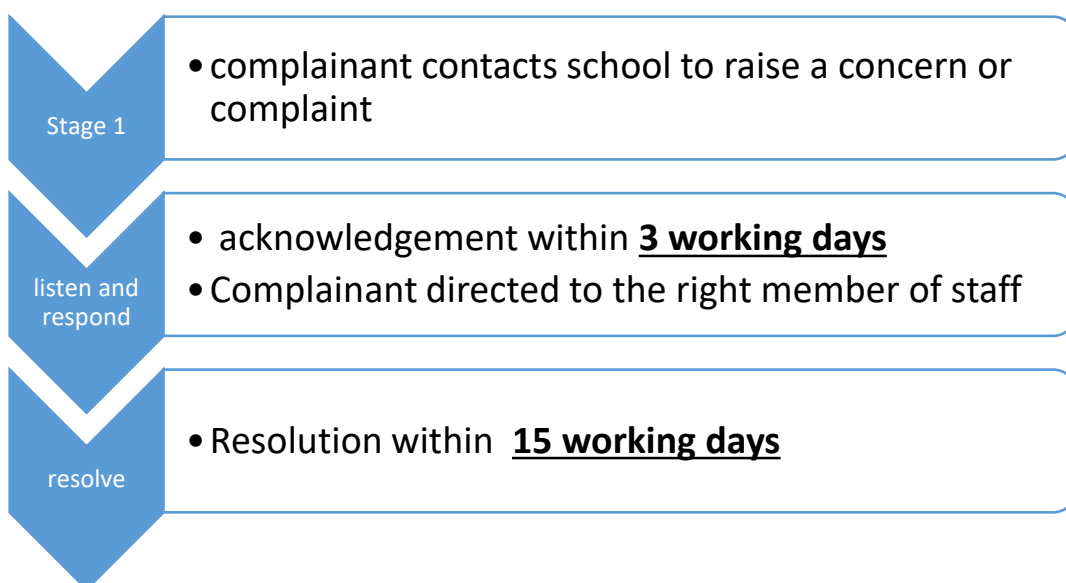 Stage 1
• complainant contacts school to raise a concern or
complaint
listen and
respond
• acknowledgement within 3 working days
• Complainant directed to the right member of staff
resolve
• Resolution within 15 working days